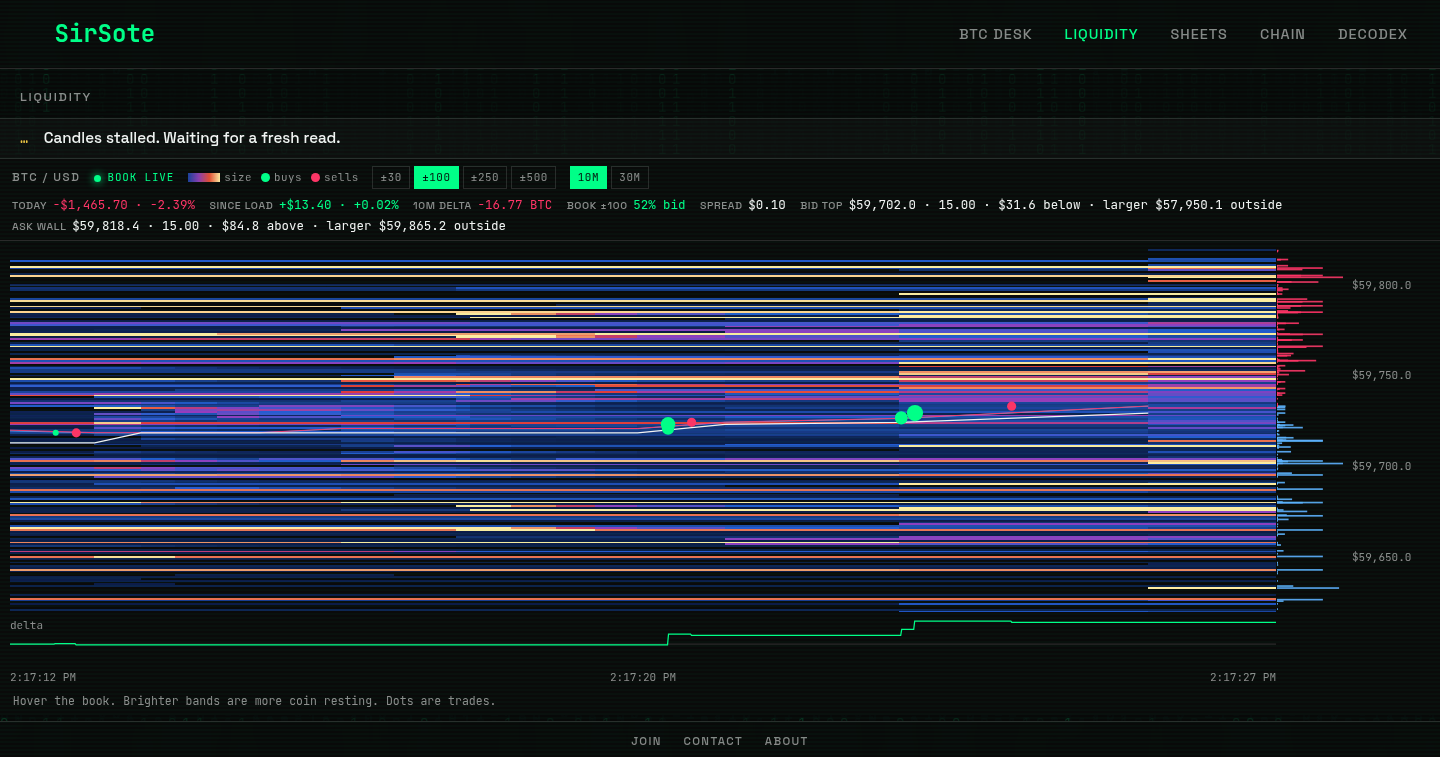 SirSote
BTC DESK LIQUIDITY SHEETS CHAIN DECODEX
LIQUIDITY
… Candles stalled. Waiting for a fresh read.
BTC / USD BOOK LIVE size buys sells ±30 ±100 ±250 ±500 10M 30M
TODAY -$1,465.70 · -2.39% SINCE LOAD +$13.40 · +0.02% 10M DELTA -16.77 BTC BOOK ±100 52% bid SPREAD $0.10 BID TOP $59,702.0 · 15.00 · $31.6 below · larger $57,950.1 outside
ASK WALL $59,818.4 · 15.00 · $84.8 above · larger $59,865.2 outside
$59,800.0
$59,750.0
$59,700.0
$59,650.0
delta
2:17:12 PM 2:17:20 PM 2:17:27 PM
Hover the book. Brighter bands are more coin resting. Dots are trades.
JOIN CONTACT ABOUT